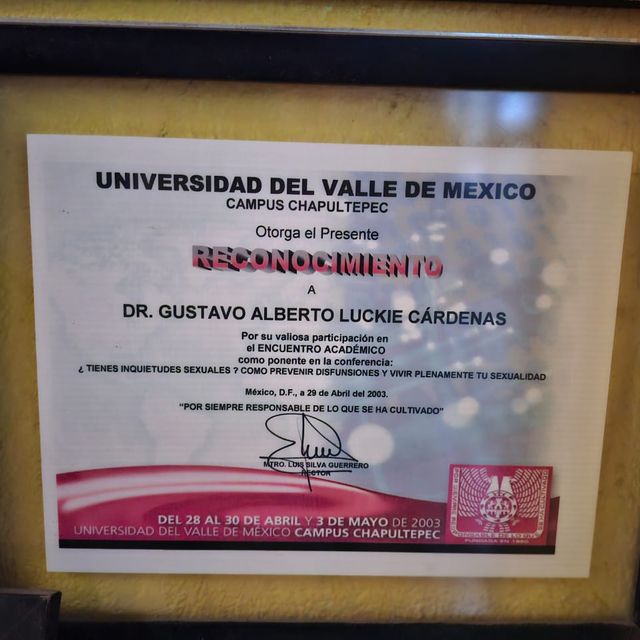 UNIVERSIDAD DEL VALLE DE MEXICO
CAMPUS CHAPULTEPEC
Otorga el Presente
RECONOCIMIENTO
A
DR. GUSTAVO ALBERTO LUCKIE CÁRDENAS
Por su valiosa participación en
el ENCUENTRO ACADÉMICO
como ponente en la conferencia:
¿ TIENES INQUIETUDES SEXUALES ? COMO PREVENIR DISFUNSIONES Y VIVIR PLENAMENTE TU SEXUALIDAD
México, D.F., a 29 de Abril del 2003.
"POR SIEMPRE RESPONSABLE DE LO QUE SE HA CULTIVADO"
MTRO. LUIS SILVA GUERRERO
RECTOR
DEL 28 AL 30 DE ABRIL Y 3 DE MAYO DE 2003
UNIVERSIDAD DEL VALLE DE MÉXICO CAMPUS CHAPULTEPEC
FUNDADA EN 1960